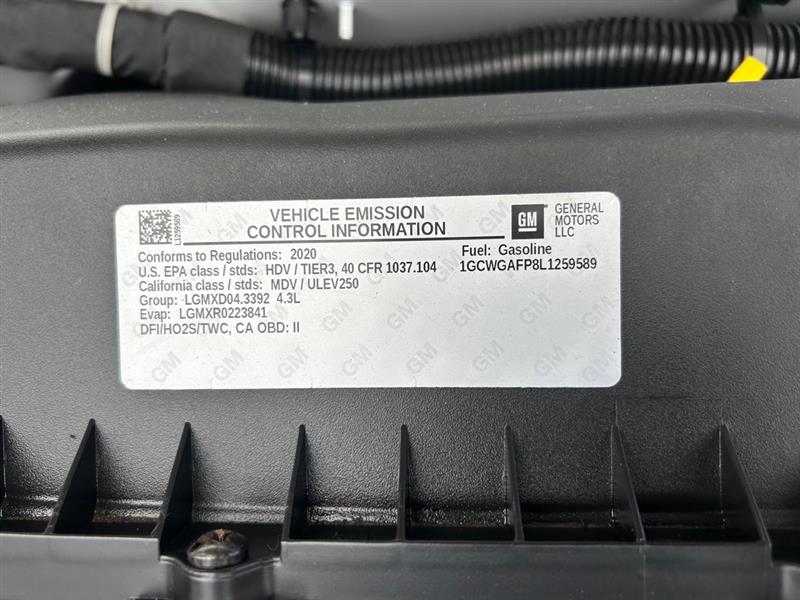 VEHICLE EMISSION
CONTROL INFORMATION
GM
GENERAL
MOTORS
LLC
L1259589
Conforms to Regulations: 2020
Fuel: Gasoline
U.S. EPA class / stds: HDV / TIER3, 40 CFR 1037.104
1GCWGAFP8L1259589
California class / stds: MDV / ULEV250
Group: LGMXD04.3392 4.3L
Evap: LGMXR0223841
DFI/HO2S/TWC, CA OBD: II